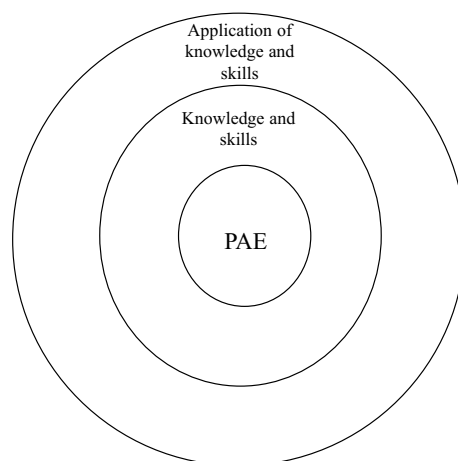 Application of
knowledge and
skills
Knowledge and
skills
PAE